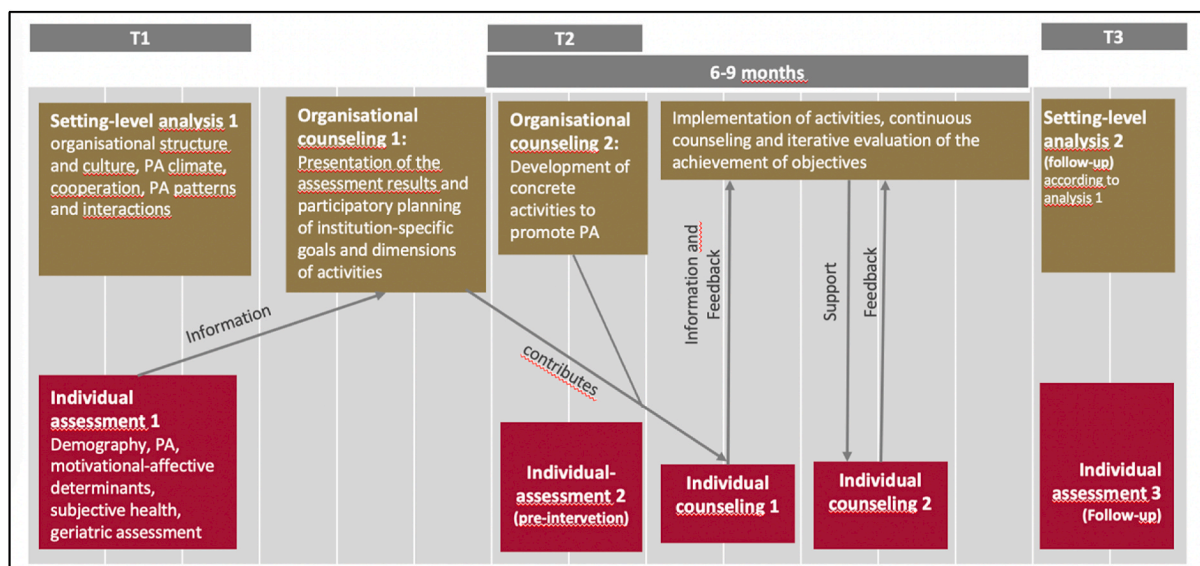 T1
T2
T3
6-9 months
Setting-level analysis 1
organisational structure
and culture, PA climate,
cooperation, PA patterns
and interactions
Organisational
counseling 1:
Presentation of the
assessment results and
participatory planning
of institution-specific
goals and dimensions
of activities
Organisational
counseling 2:
Development of
concrete
activities to
promote PA
Implementation of activities, continuous
counseling and iterative evaluation of the
achievement of objectives
Setting-level
analysis 2
(follow-up)
according to
analysis 1
Information
contributes
Information and
Feedback
Support
Feedback
Individual
assessment 1
Demography, PA,
motivational-affective
determinants,
subjective health,
geriatric assessment
Individual-
assessment 2
(pre-intervetion)
Individual
counseling 1
Individual
counseling 2
Individual
assessment 3
(Follow-up)